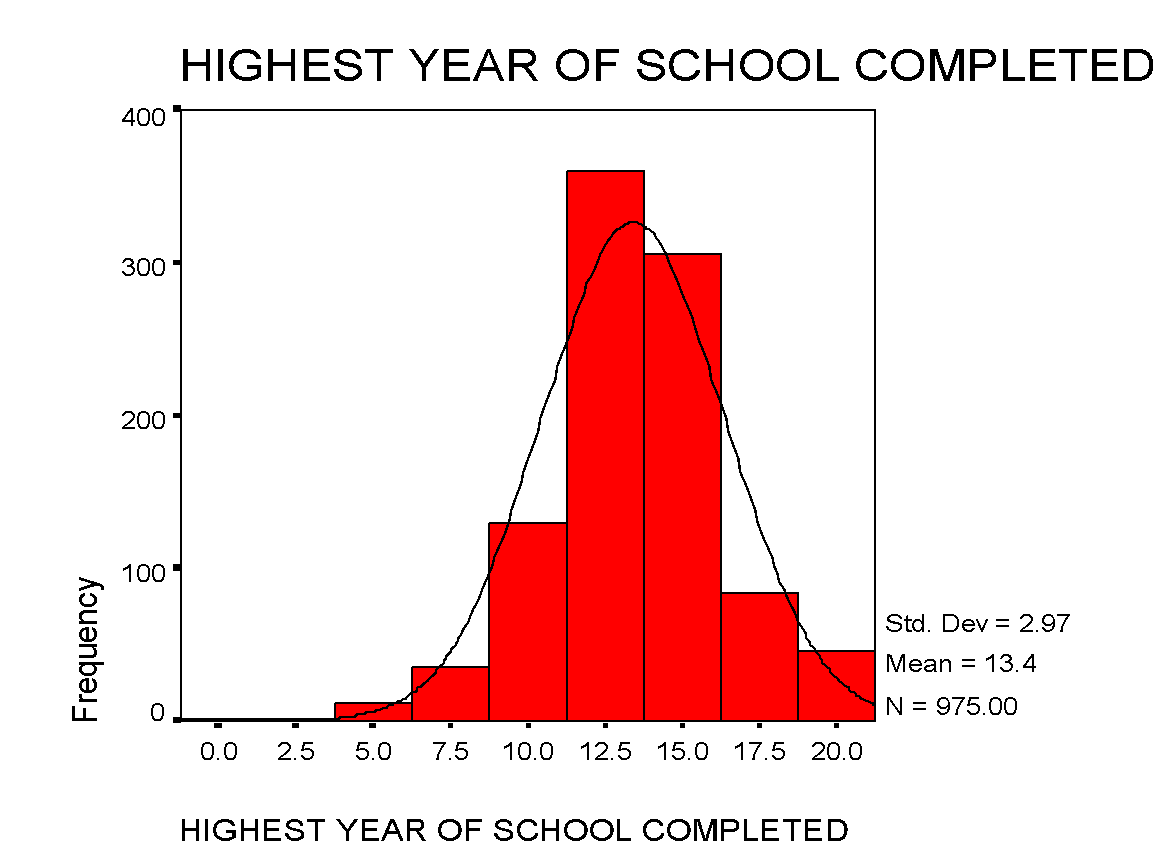 HIGHEST YEAR OF SCHOOL COMPLETED
400
300
200
100
0
Frequency
0.0 2.5 5.0 7.5 10.0 12.5 15.0 17.5 20.0
HIGHEST YEAR OF SCHOOL COMPLETED
Std. Dev = 2.97
Mean = 13.4
N = 975.00